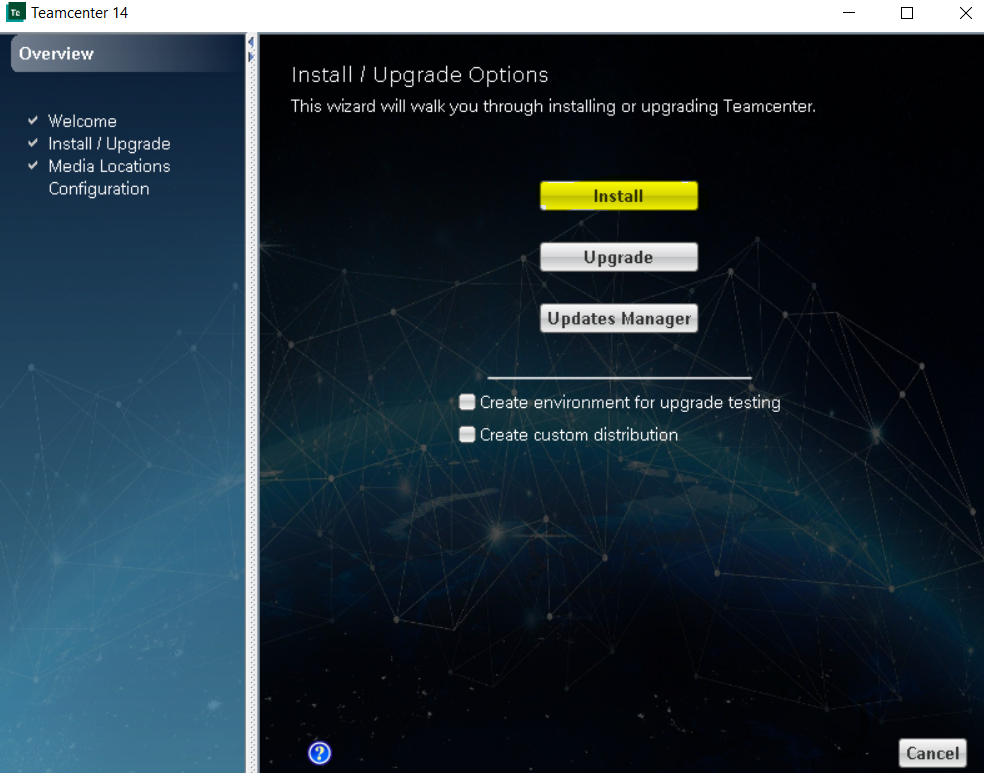 Tc Teamcenter 14
Overview
Welcome
Install / Upgrade
Media Locations
Configuration
Install / Upgrade Options
This wizard will walk you through installing or upgrading Teamcenter.
Install
Upgrade
Updates Manager
Create environment for upgrade testing
Create custom distribution
?
Cancel